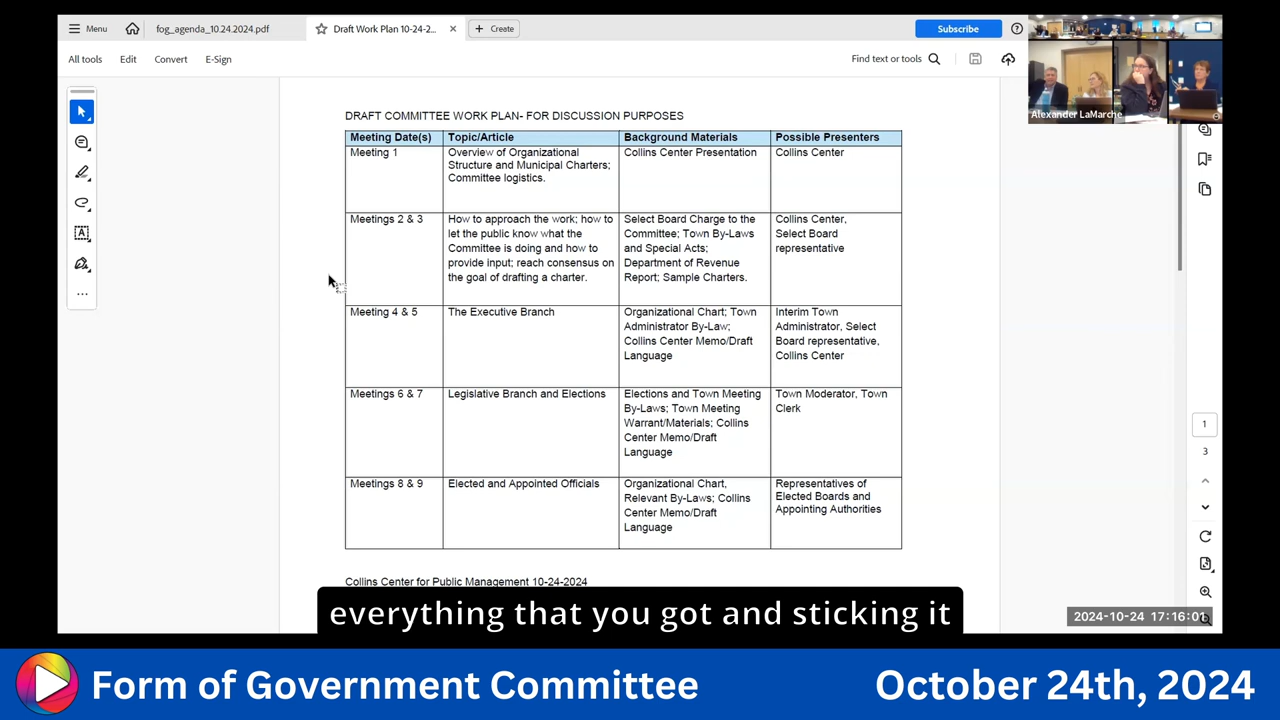 Menu
fog_agenda_10.24.2024.pdf
Draft Work Plan 10-24-2...
Create
Subscribe
All tools
Edit
Convert
E-Sign
Find text or tools
Alexander LaMarche
DRAFT COMMITTEE WORK PLAN- FOR DISCUSSION PURPOSES
Meeting Date(s)
Topic/Article
Background Materials
Possible Presenters
Meeting 1
Overview of Organizational
Structure and Municipal Charters;
Committee logistics.
Collins Center Presentation
Collins Center
Meetings 2 & 3
How to approach the work; how to
let the public know what the
Committee is doing and how to
provide input; reach consensus on
the goal of drafting a charter.
Select Board Charge to the
Committee; Town By-Laws
and Special Acts;
Department of Revenue
Report; Sample Charters.
Collins Center,
Select Board
representative
Meeting 4 & 5
The Executive Branch
Organizational Chart; Town
Administrator By-Law;
Collins Center Memo/Draft
Language
Interim Town
Administrator, Select
Board representative,
Collins Center
Meetings 6 & 7
Legislative Branch and Elections
Elections and Town Meeting
By-Laws; Town Meeting
Warrant/Materials; Collins
Center Memo/Draft
Language
Town Moderator, Town
Clerk
Meetings 8 & 9
Elected and Appointed Officials
Organizational Chart,
Relevant By-Laws; Collins
Center Memo/Draft
Language
Representatives of
Elected Boards and
Appointing Authorities
Collins Center for Public Management 10-24-2024
1
3
everything that you got and sticking it
2024-10-24 17:16:01
Form of Government Committee
October 24th, 2024